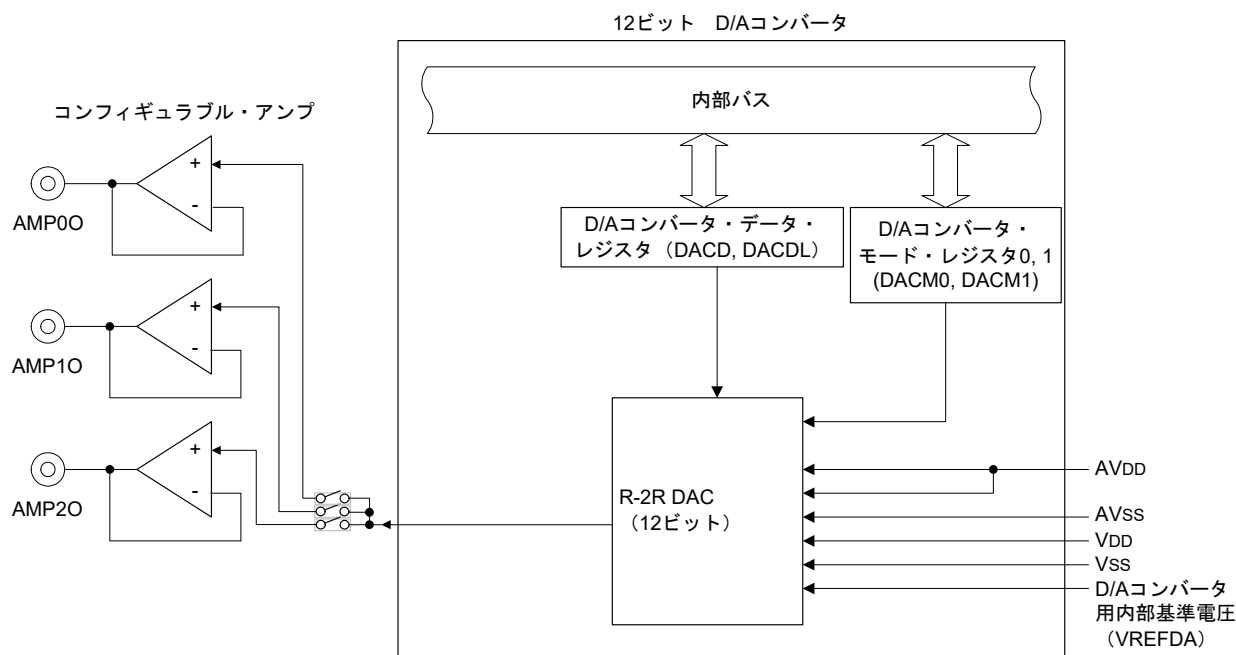 12ビット　D/Aコンバータ
内部バス
コンフィギュラブル・アンプ
+
-
AMP0O
D/Aコンバータ・データ・
レジスタ（DACD, DACDL）
D/Aコンバータ・
モード・レジスタ0, 1
(DACM0, DACM1)
+
-
AMP1O
+
-
AMP2O
R-2R DAC
（12ビット）
AVDD
AVSS
VDD
VSS
D/Aコンバータ
用内部基準電圧
（VREFDA）